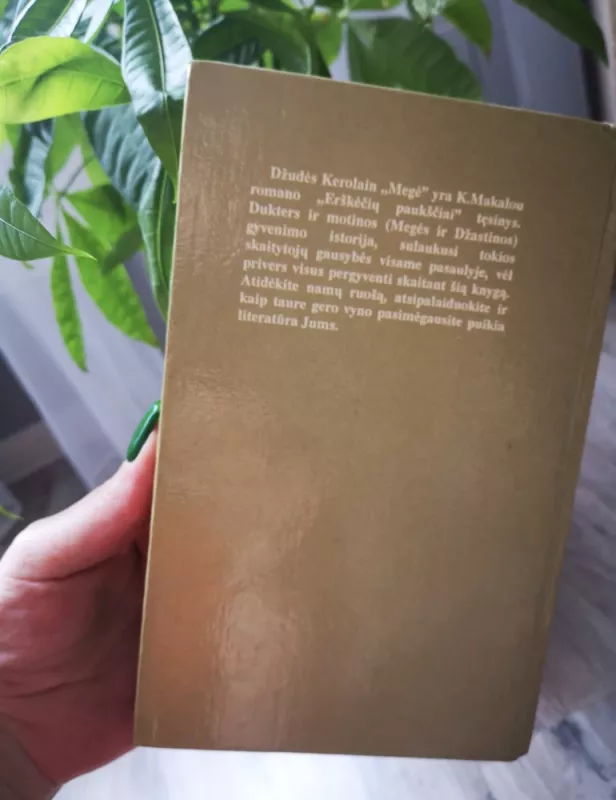 Džudės Kerolain „Megė” yra K.Makalou
romano „Erškėčių paukščiai” tęsinys.
Dukters ir motinos (Megės ir Džastinos)
gyvenimo istorija, sulaukusi tokios
skaitytojų gausybės visame pasaulyje, vėl
privers visus pergyventi skaitant šią knygą.
Atidėkite namų ruošą, atsipalaiduokite ir
kaip taure gero vyno pasimėgausite puikia
literatūra Jums.